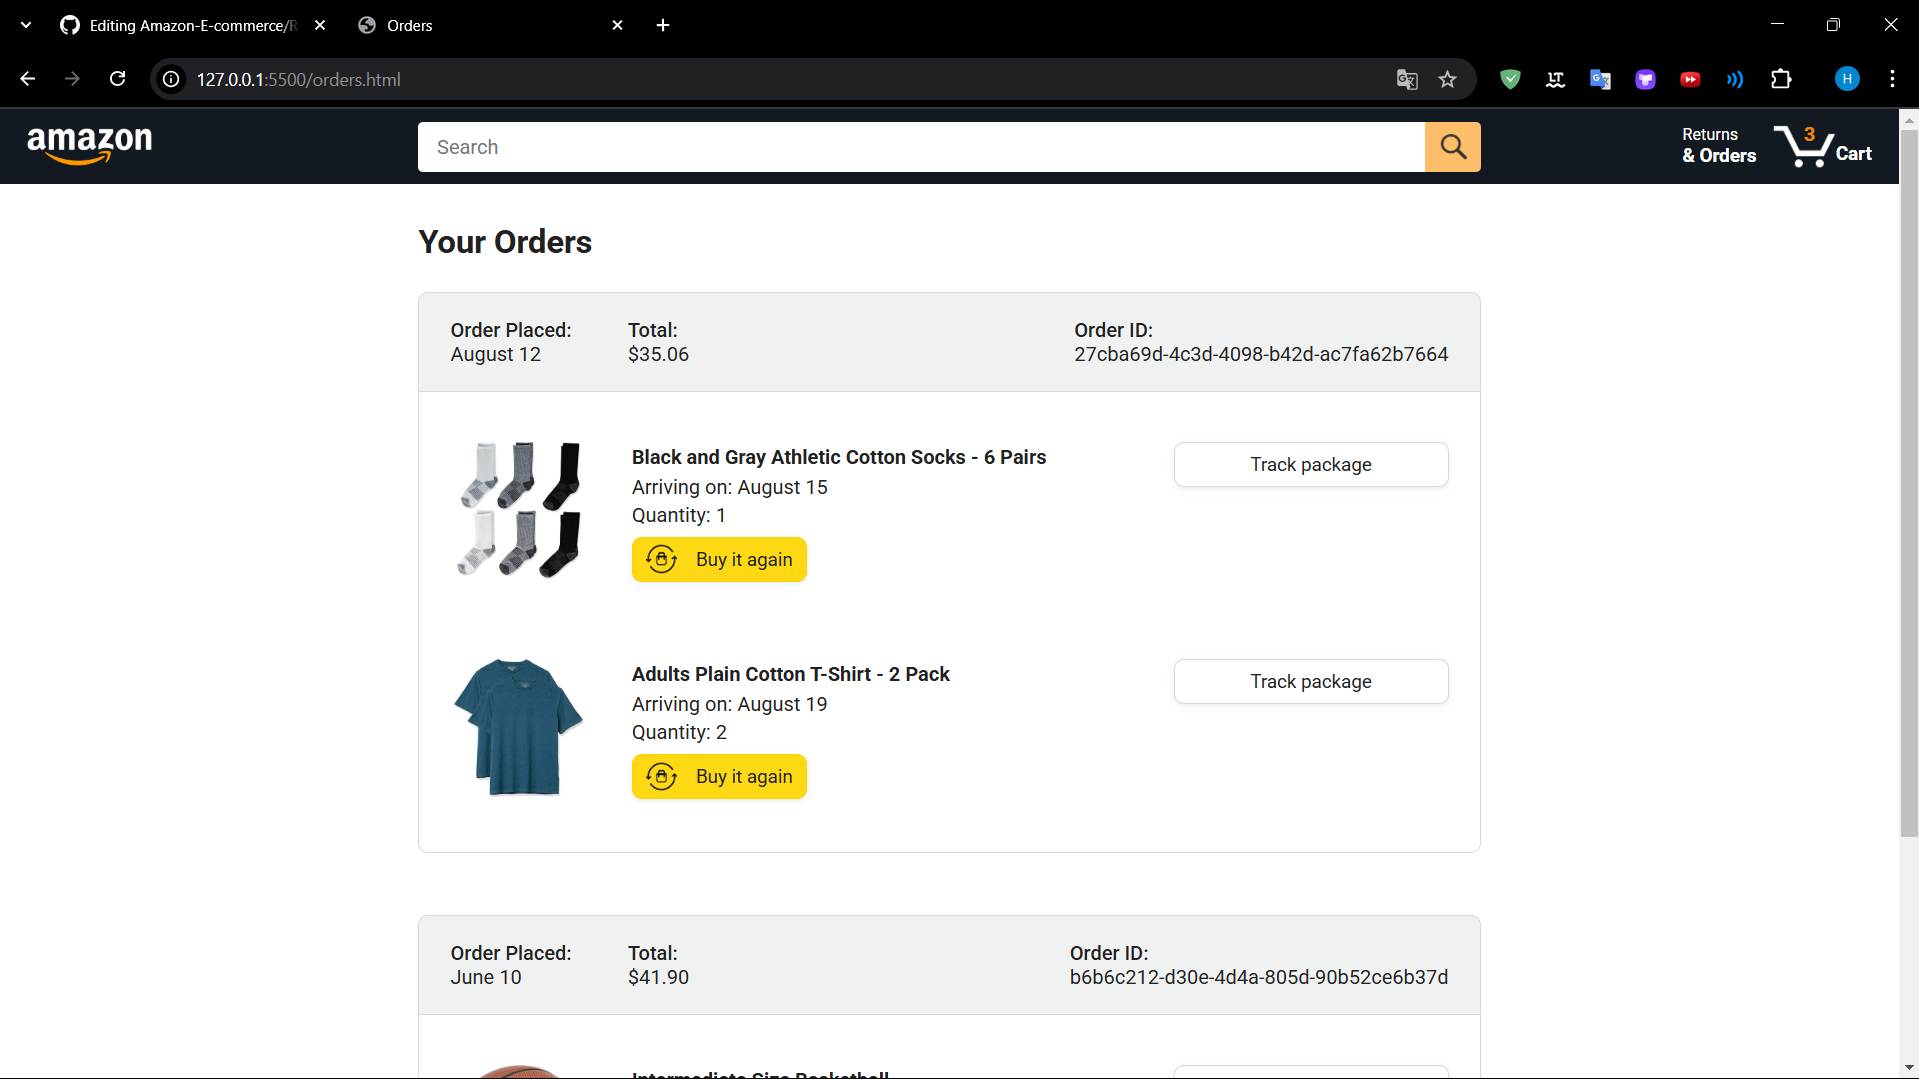 Editing Amazon-E-commerce/R
Orders
127.0.0.1:5500/orders.html
H
amazon
Search
Returns
& Orders
3
Cart
Your Orders
Order Placed:
August 12
Total:
$35.06
Order ID:
27cba69d-4c3d-4098-b42d-ac7fa62b7664
Black and Gray Athletic Cotton Socks - 6 Pairs
Arriving on: August 15
Quantity: 1
Buy it again
Track package
Adults Plain Cotton T-Shirt - 2 Pack
Arriving on: August 19
Quantity: 2
Buy it again
Track package
Order Placed:
June 10
Total:
$41.90
Order ID:
b6b6c212-d30e-4d4a-805d-90b52ce6b37d
Intermediate Size Basketball